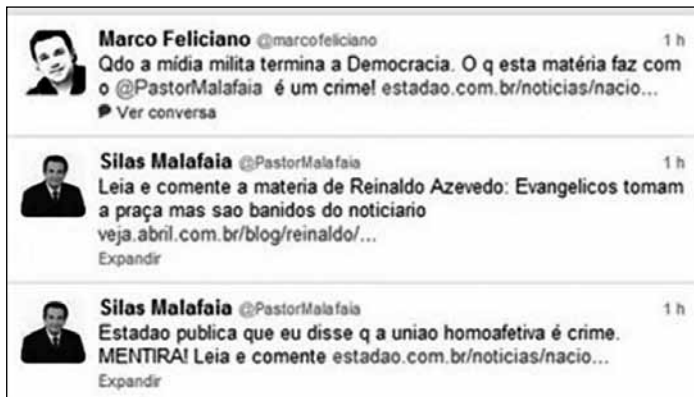 Marco Feliciano @marcofeliciano 1 h
Qdo a mídia milita termina a Democracia. O q esta matéria faz com
o @PastorMalafaia é um crime! estadao.com.br/noticias/nacio...
Ver conversa
Silas Malafaia @PastorMalafaia 1 h
Leia e comente a materia de Reinaldo Azevedo: Evangelicos tomam
a praça mas sao banidos do noticiario
veja.abril.com.br/blog/reinaldo/...
Expandir
Silas Malafaia @PastorMalafaia 1 h
Estadao publica que eu disse q a uniao homoafetiva é crime.
MENTIRA! Leia e comente estadao.com.br/noticias/nacio...
Expandir